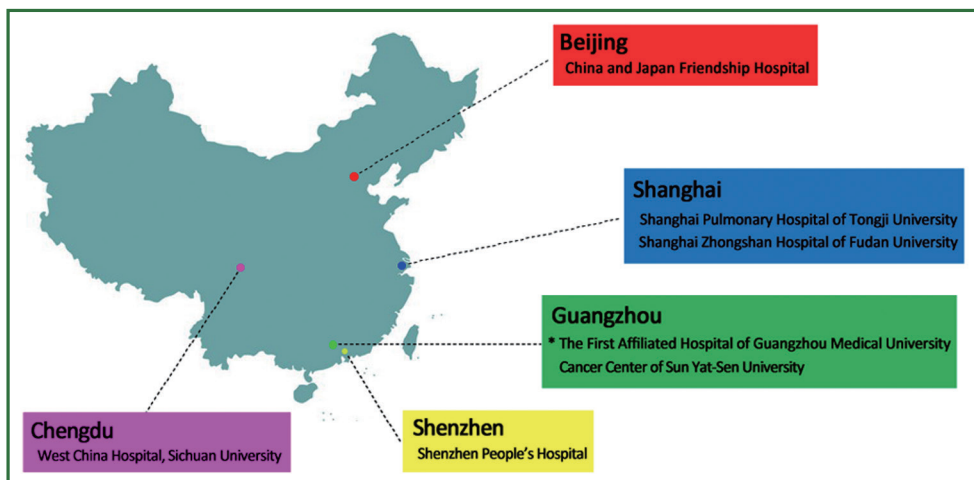 Beijing
China and Japan Friendship Hospital
Shanghai
Shanghai Pulmonary Hospital of Tongji University
Shanghai Zhongshan Hospital of Fudan University
Guangzhou
* The First Affiliated Hospital of Guangzhou Medical University
Cancer Center of Sun Yat-Sen University
Chengdu
West China Hospital, Sichuan University
Shenzhen
Shenzhen People's Hospital